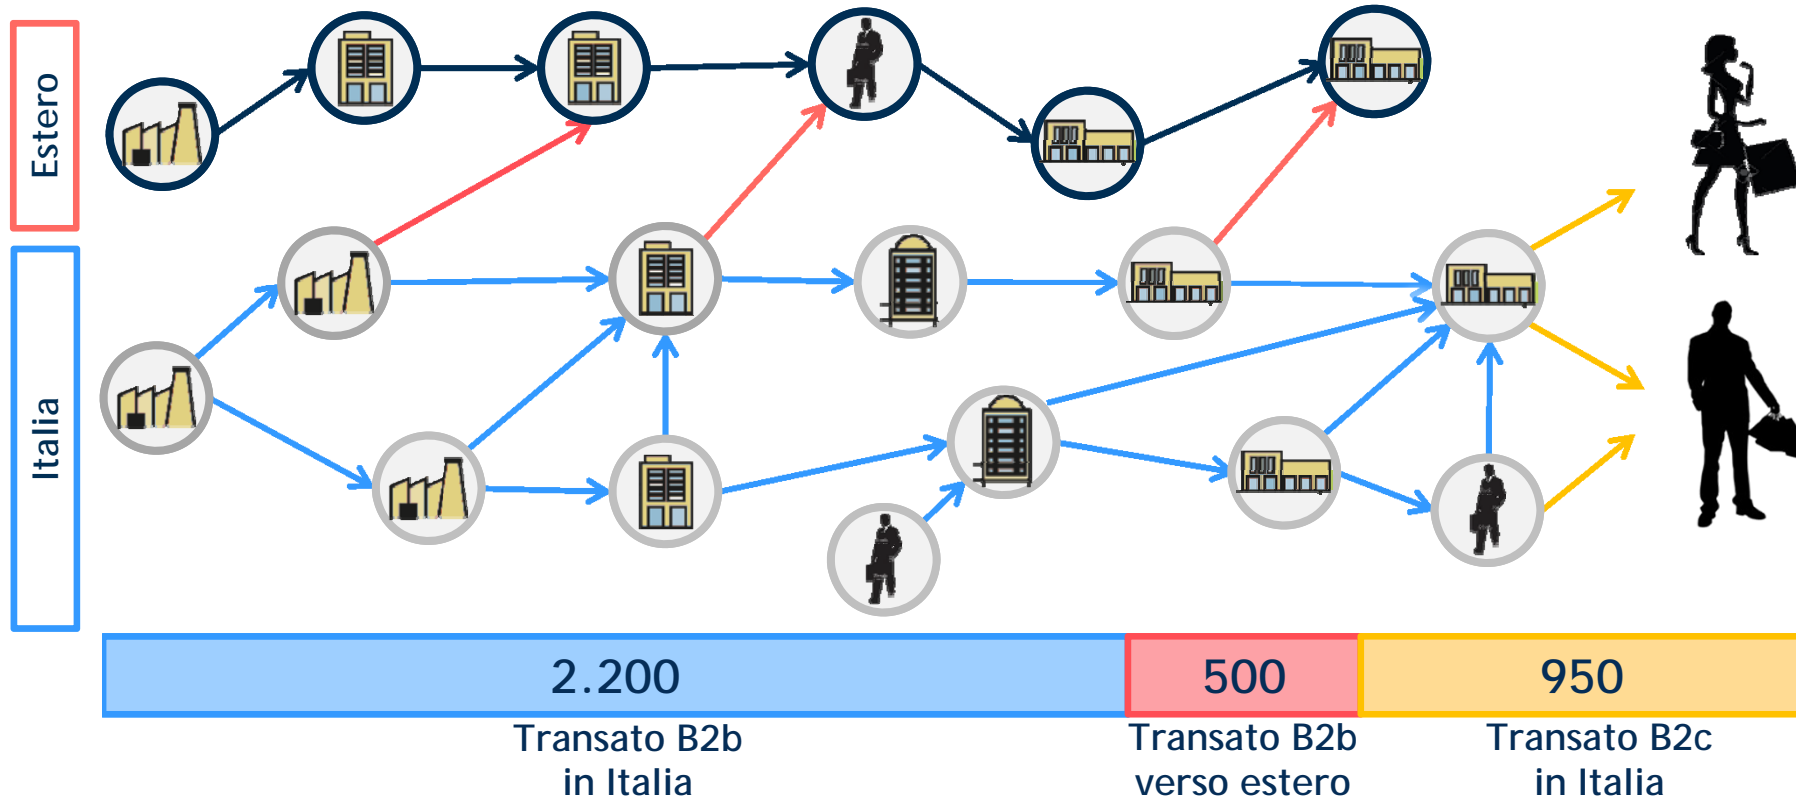 Estero
Italia
2.200
500
950
Transato B2b
in Italia
Transato B2b
verso estero
Transato B2c
in Italia